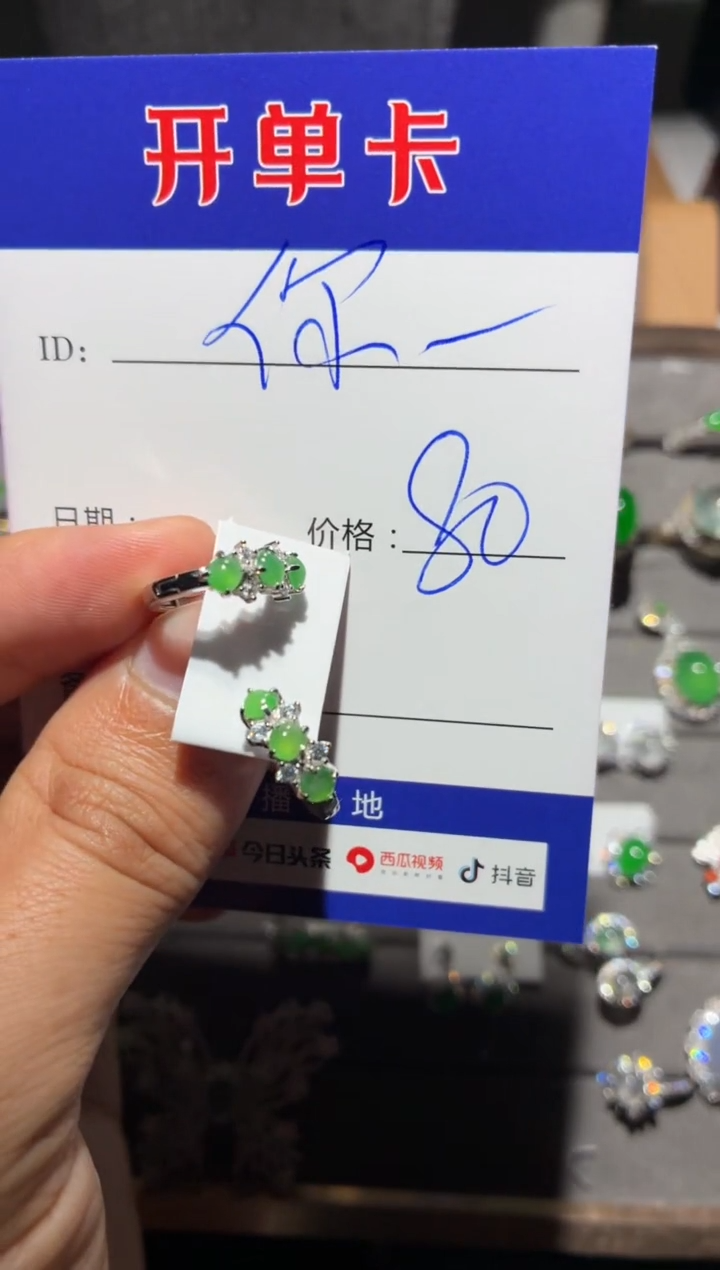 开单卡
ID: 你一
日期:
价格: 80
播 地
今日头条 西瓜视频 抖音